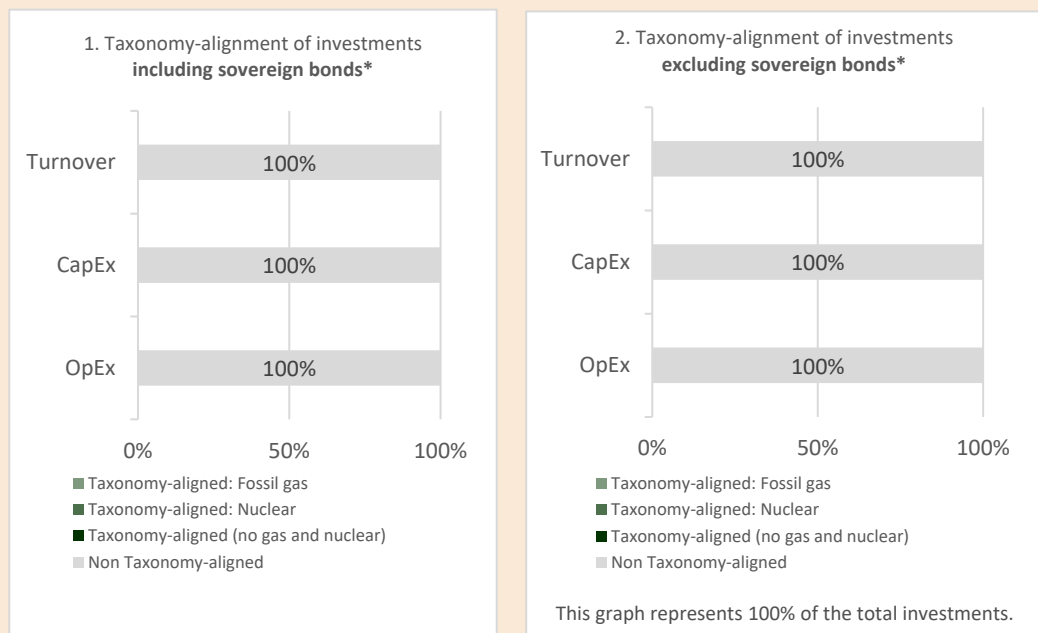 1. Taxonomy-alignment of investments
including sovereign bonds*
Turnover
100%
CapEx
100%
OpEx
100%
0%
50%
100%
Taxonomy-aligned: Fossil gas
Taxonomy-aligned: Nuclear
Taxonomy-aligned (no gas and nuclear)
Non Taxonomy-aligned
2. Taxonomy-alignment of investments
excluding sovereign bonds*
Turnover
100%
CapEx
100%
OpEx
100%
0%
50%
100%
Taxonomy-aligned: Fossil gas
Taxonomy-aligned: Nuclear
Taxonomy-aligned (no gas and nuclear)
Non Taxonomy-aligned
This graph represents 100% of the total investments.